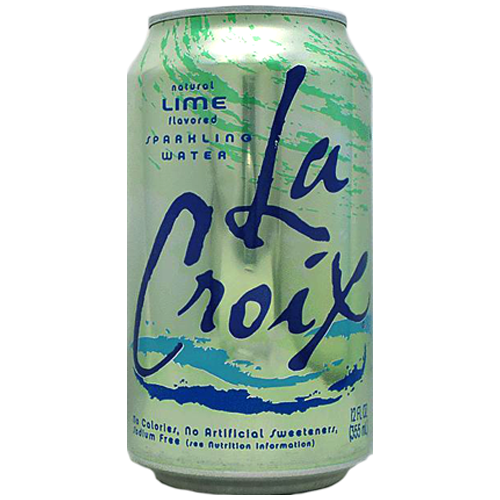 natural
LIME
flavored
SPARKLING
WATER
La
Croix
No Calories, No Artificial Sweeteners,
Sodium Free (see Nutrition Information)
12 FL OZ
(355 mL)